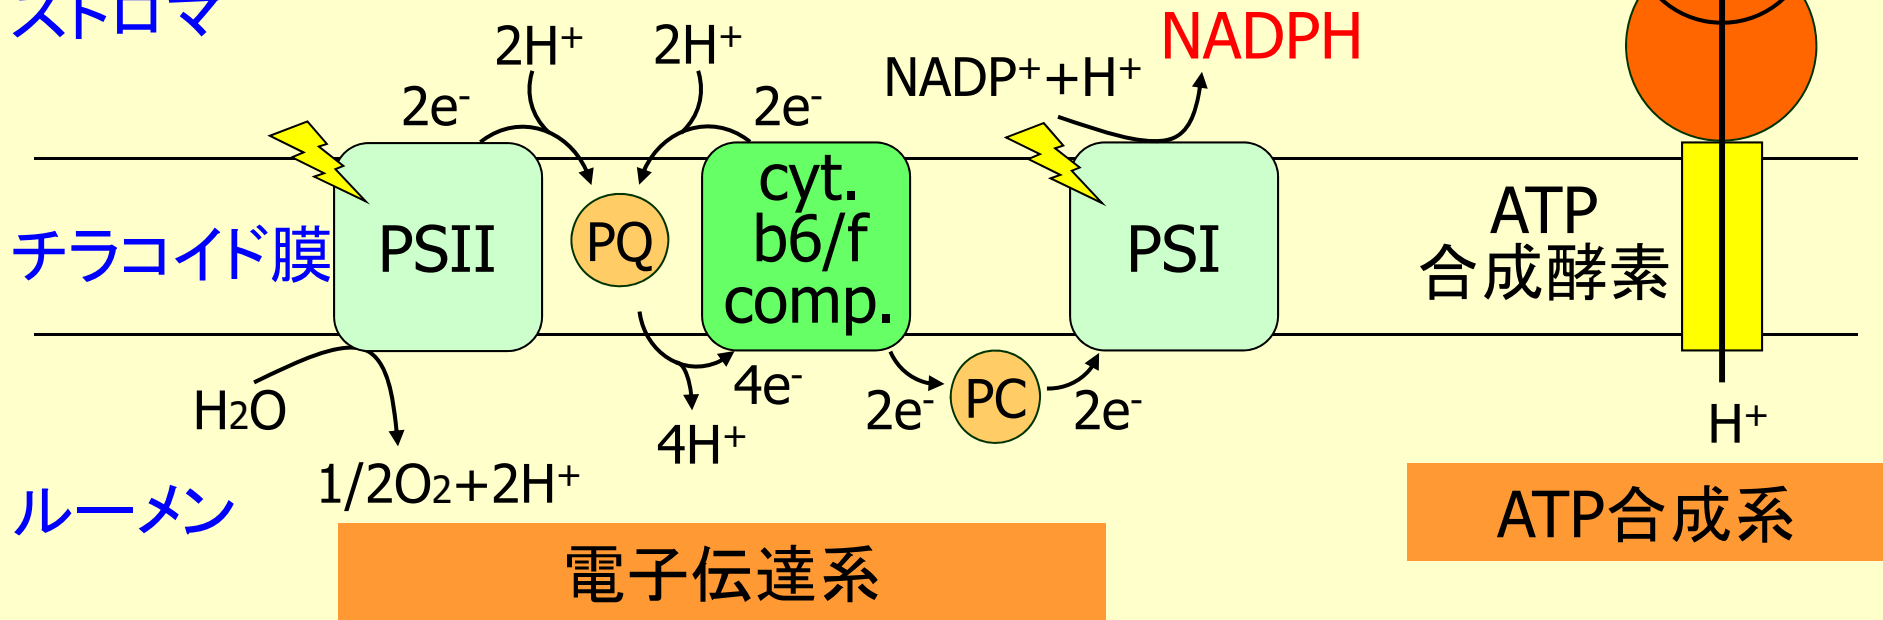 ストロマ
2H⁺
2H⁺
NADPH
NADP⁺+H⁺
2e⁻
2e⁻
チラコイド膜
PSII
PQ
cyt.
b6/f
comp.
PSI
ATP
合成酵素
H₂O
1/2O₂+2H⁺
4e⁻
4H⁺
2e⁻
PC
2e⁻
H⁺
ルーメン
電子伝達系
ATP合成系